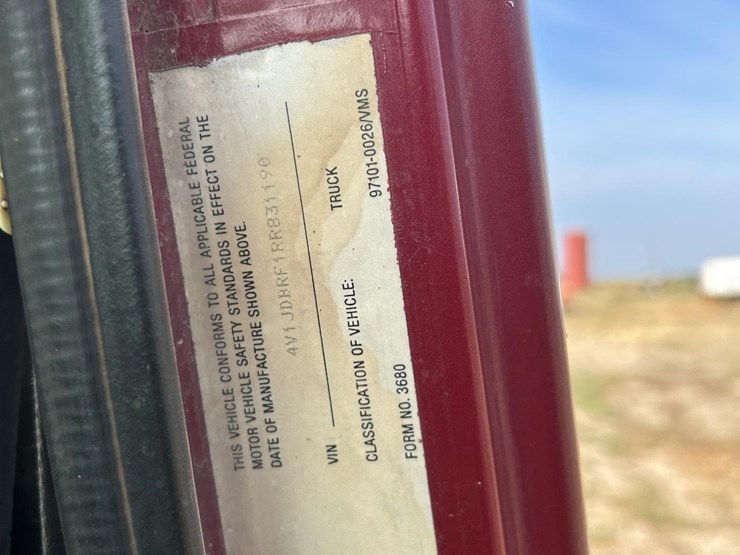 THIS VEHICLE CONFORMS TO ALL APPLICABLE FEDERAL
MOTOR VEHICLE SAFETY STANDARDS IN EFFECT ON THE
DATE OF MANUFACTURE SHOWN ABOVE.
4V1JDBRF1RR831190
VIN
CLASSIFICATION OF VEHICLE: TRUCK
FORM NO. 3680 97101-0026/VMS